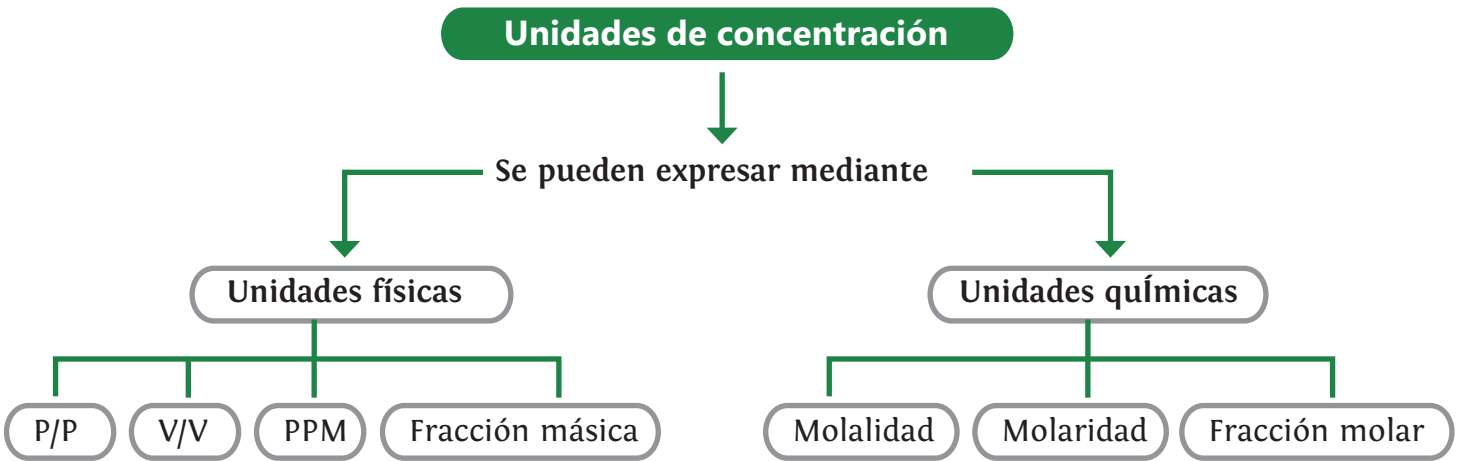 Unidades de concentración
Se pueden expresar mediante
Unidades físicas
Unidades quÍmicas
P/P
V/V
PPM
Fracción másica
Molalidad
Molaridad
Fracción molar